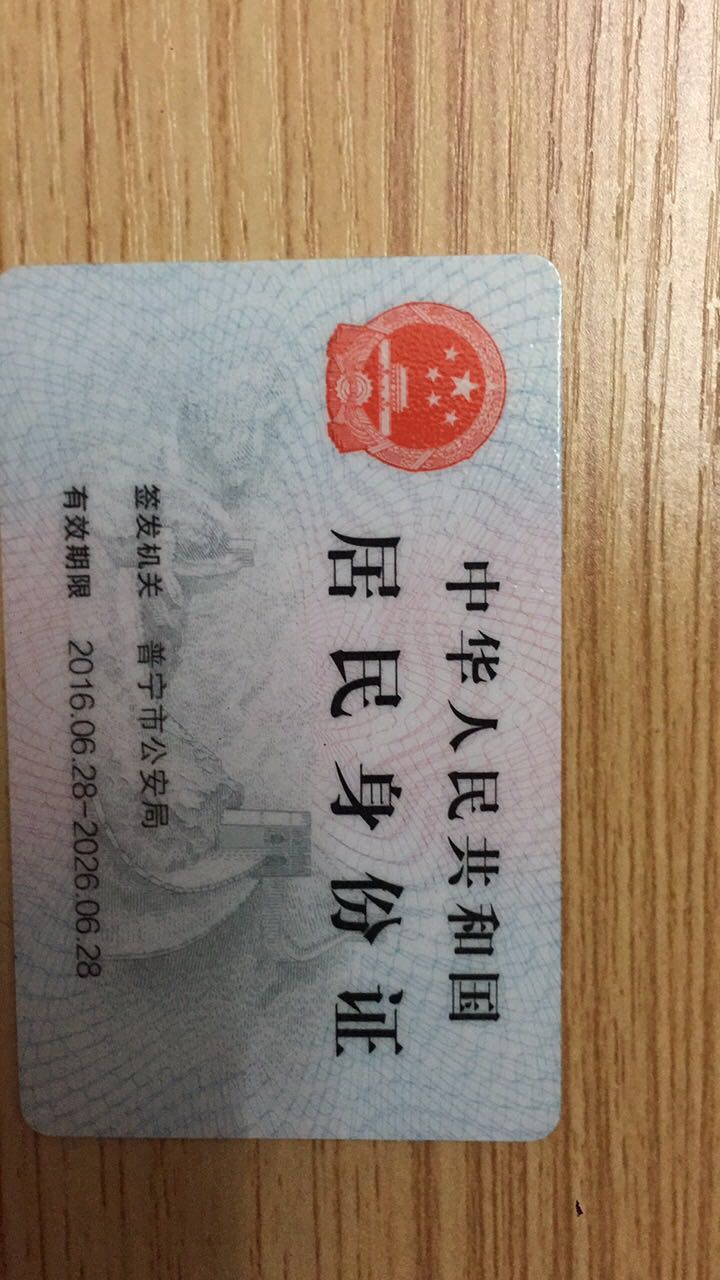 中华人民共和国
居民身份证
签发机关 普宁市公安局
有效期限 2016.06.28-2026.06.28